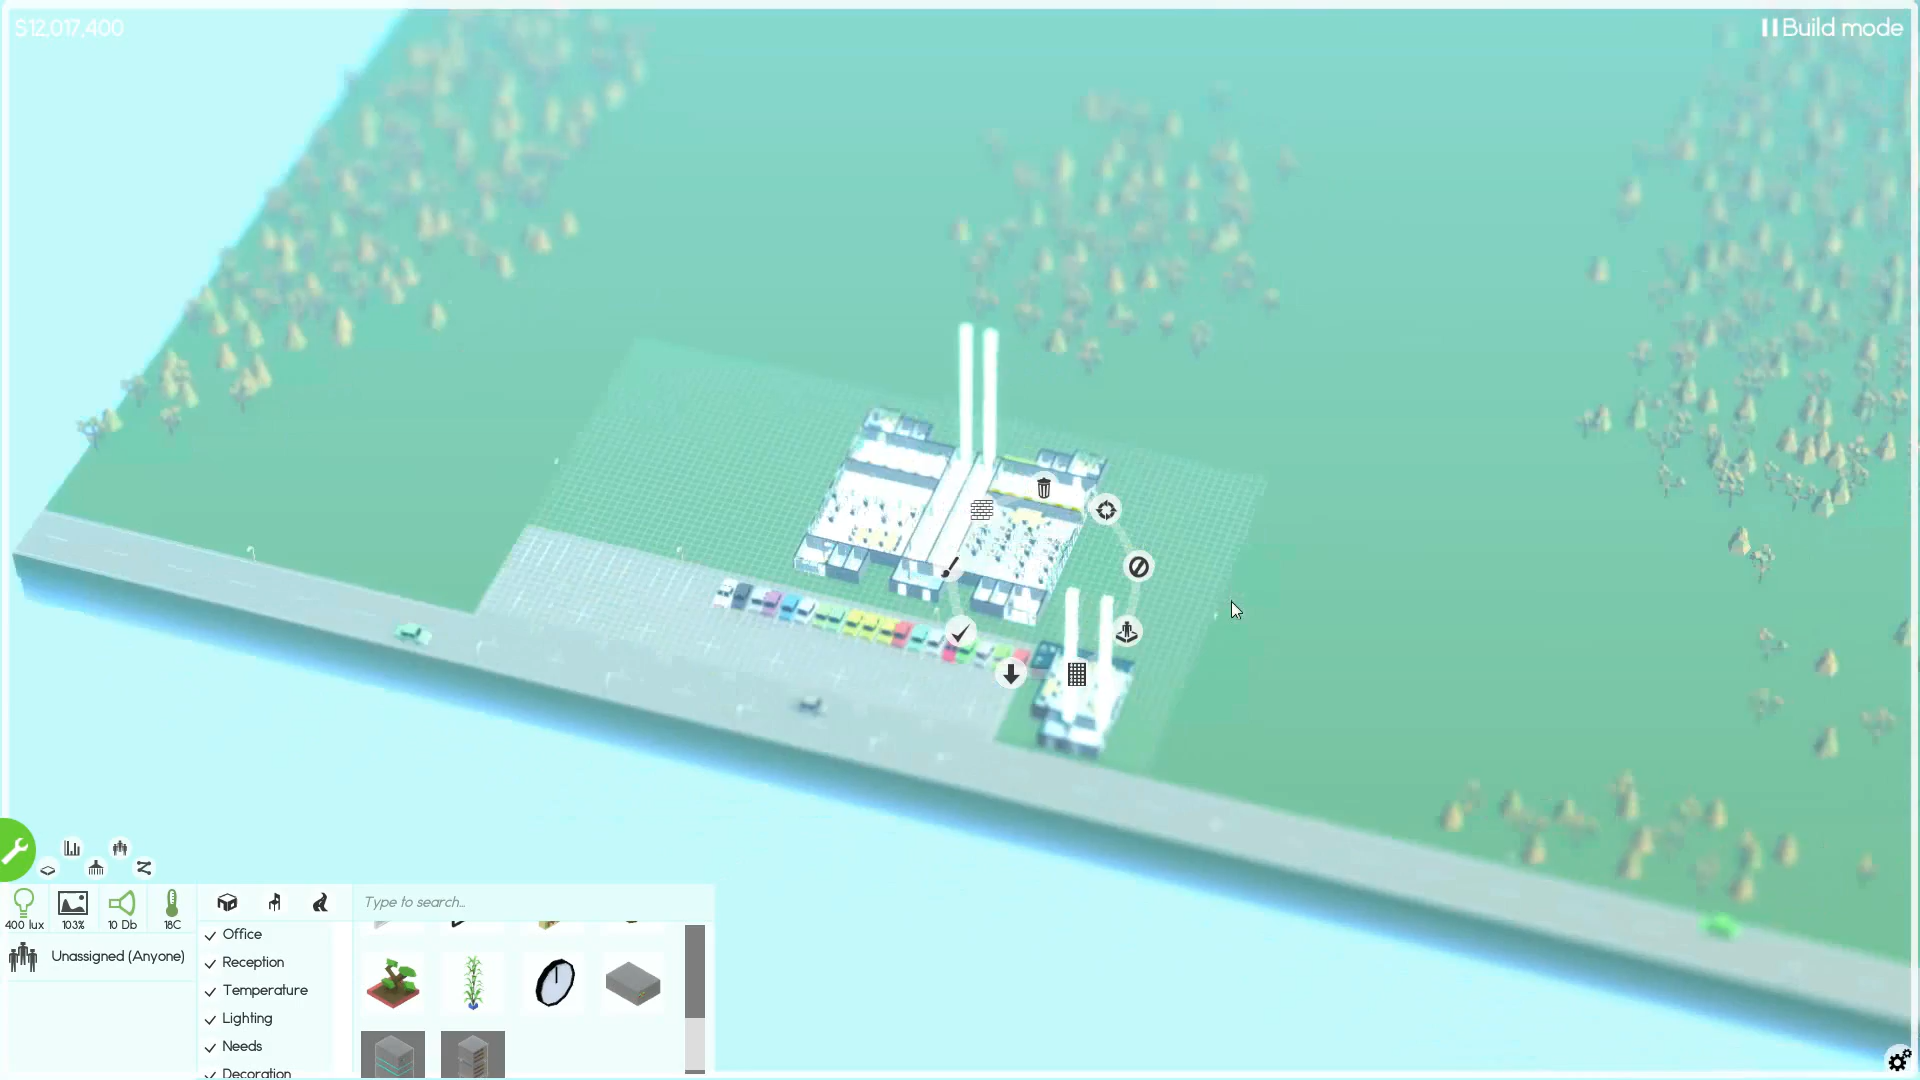 $12,017,400
Build mode
Type to search...
400 lux
103%
10 Db
18C
Unassigned (Anyone)
Office
Reception
Temperature
Lighting
Needs
Decoration